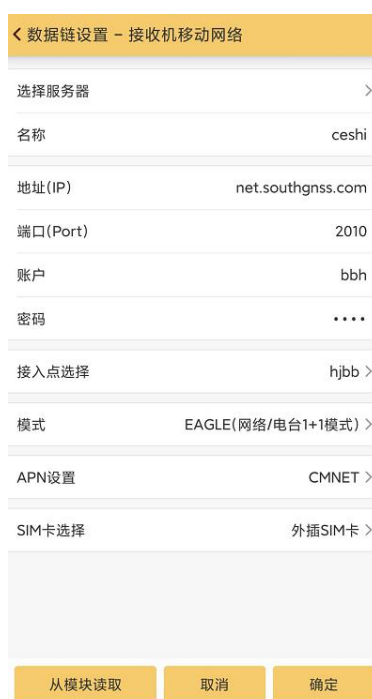 数据链设置 – 接收机移动网络
选择服务器
名称 ceshi
地址(IP) net.southgnss.com
端口(Port) 2010
账户 bbh
密码 ••••
接入点选择 hjbb
模式 EAGLE(网络/电台1+1模式)
APN设置 CMNET
SIM卡选择 外插SIM卡
从模块读取 取消 确定